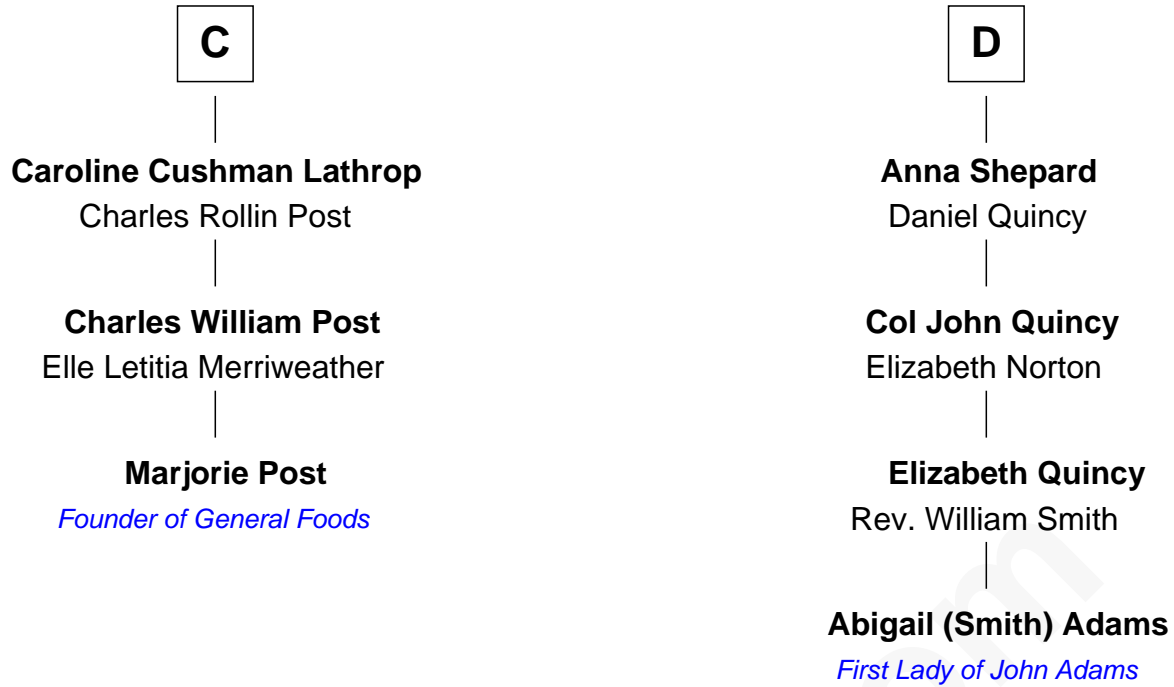 C
Caroline Cushman Lathrop
Charles Rollin Post
Charles William Post
Elle Letitia Merriweather
Marjorie Post
Founder of General Foods
D
Anna Shepard
Daniel Quincy
Col John Quincy
Elizabeth Norton
Elizabeth Quincy
Rev. William Smith
Abigail (Smith) Adams
First Lady of John Adams